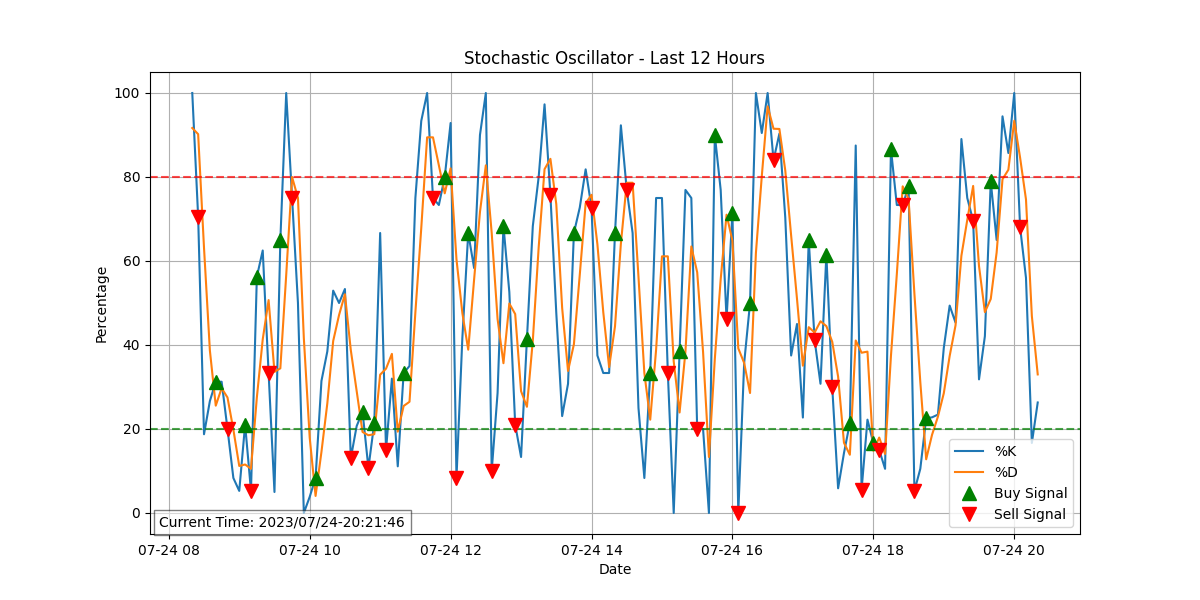 Stochastic Oscillator - Last 12 Hours
Percentage
100
80
60
40
20
0
%K
%D
Buy Signal
Sell Signal
Current Time: 2023/07/24-20:21:46
07-24 08 07-24 10 07-24 12 07-24 14 07-24 16 07-24 18 07-24 20
Date